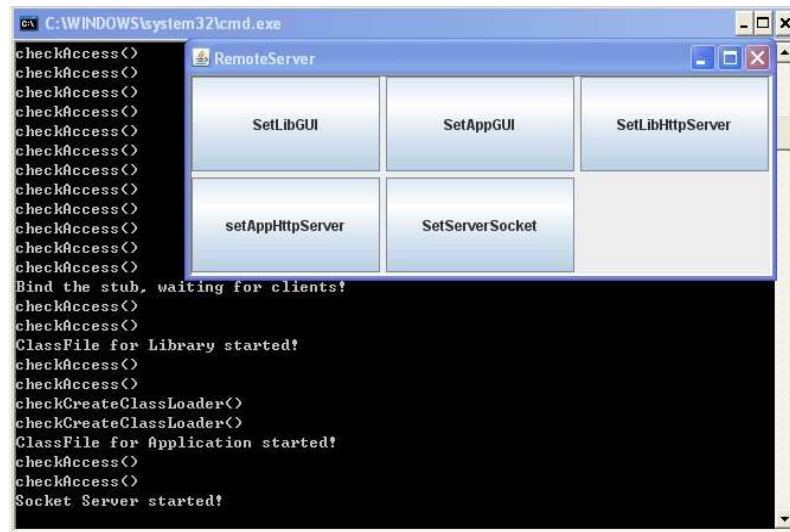 C:\WINDOWS\system32\cmd.exe
checkAccess()
checkAccess()
checkAccess()
checkAccess()
checkAccess()
checkAccess()
checkAccess()
checkAccess()
checkAccess()
checkAccess()
checkAccess()
checkAccess()
RemoteServer
SetLibGUI
SetAppGUI
SetLibHttpServer
setAppHttpServer
SetServerSocket
Bind the stub, waiting for clients!
checkAccess()
checkAccess()
ClassFile for Library started!
checkAccess()
checkAccess()
checkCreateClassLoader()
checkCreateClassLoader()
ClassFile for Application started!
checkAccess()
checkAccess()
Socket Server started!